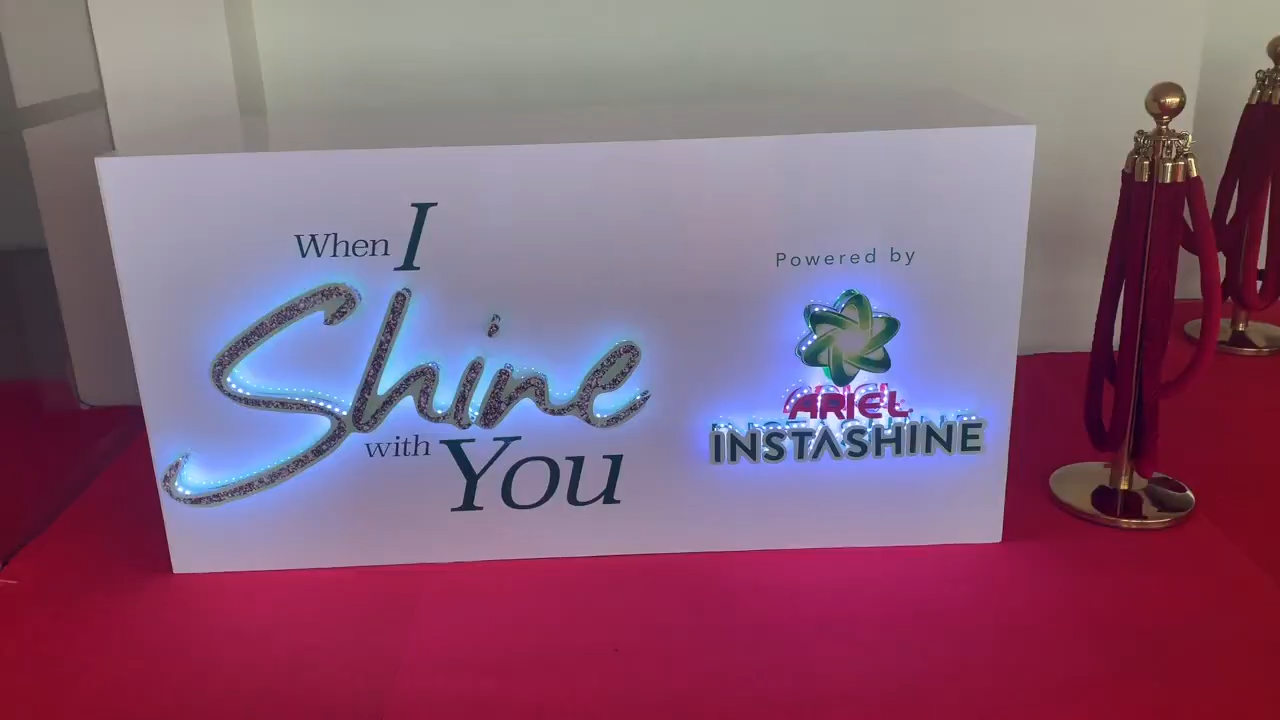 When I
Shine
with You
Powered by
ARIEL
INSTASHINE